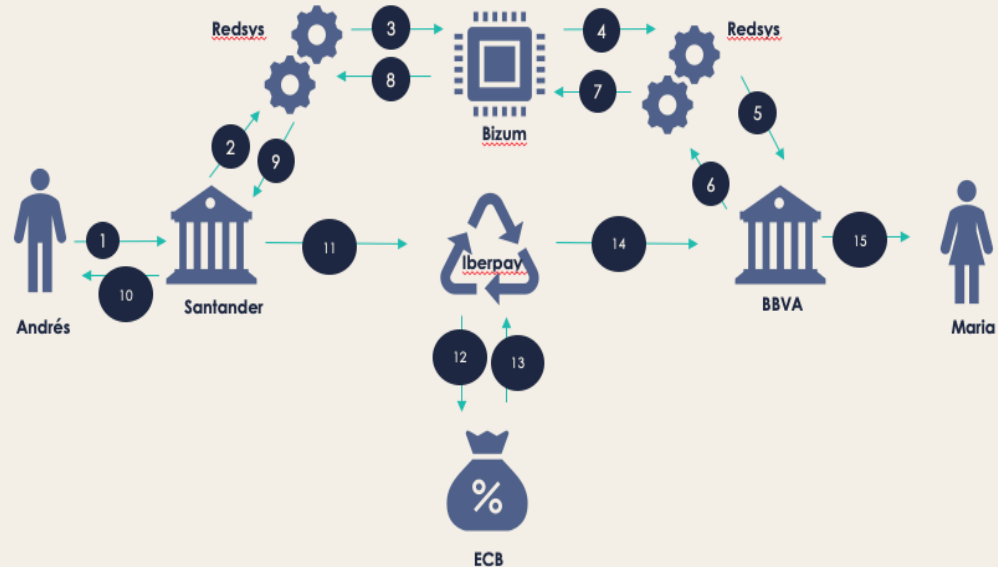 Redsys
3
Redsys
4
8
7
5
2
9
Bizum
6
1
11
Iberpay
14
15
10
Santander
BBVA
Andrés
Maria
12
13
%
ECB